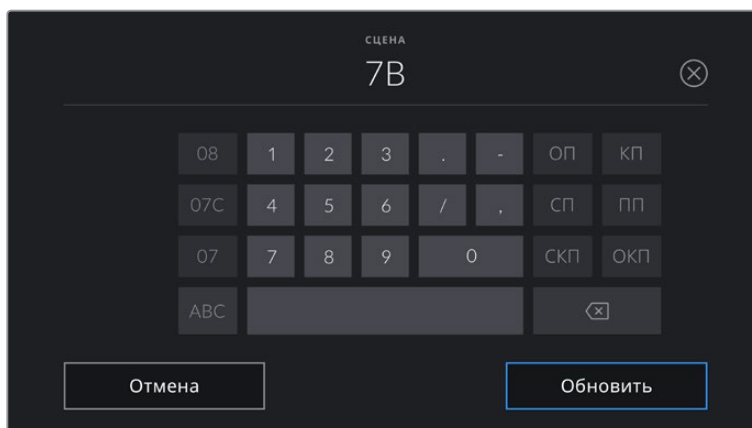 СЦЕНА
7B
08 1 2 3 . - ОП КП
07C 4 5 6 / , СП ПП
07 7 8 9 0 СКП ОКП
ABC
Отмена Обновить